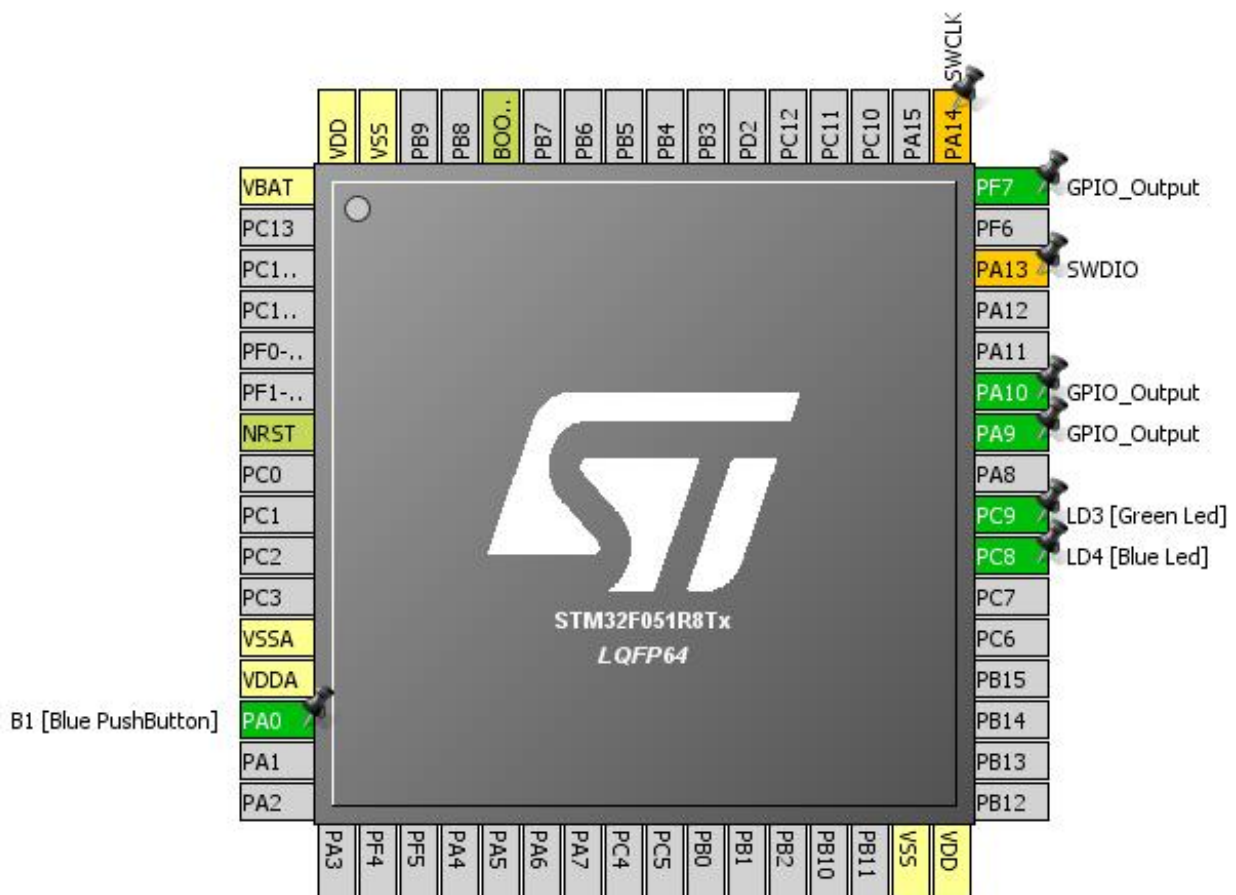 SWCLK
VDD
VSS
PB9
PB8
BOO..
PB7
PB6
PB5
PB4
PB3
PD2
PC12
PC11
PC10
PA15
PA14
VBAT
PC13
PC1..
PC1..
PF0-..
PF1-..
NRST
PC0
PC1
PC2
PC3
VSSA
VDDA
B1 [Blue PushButton] PA0
PA1
PA2
PF7 GPIO_Output
PF6
PA13 SWDIO
PA12
PA11
PA10 GPIO_Output
PA9 GPIO_Output
PA8
PC9 LD3 [Green Led]
PC8 LD4 [Blue Led]
PC7
PC6
PB15
PB14
PB13
PB12
ST
STM32F051R8Tx
LQFP64
PA3
PF4
PF5
PA4
PA5
PA6
PA7
PC4
PC5
PB0
PB1
PB2
PB10
PB11
VSS
VDD